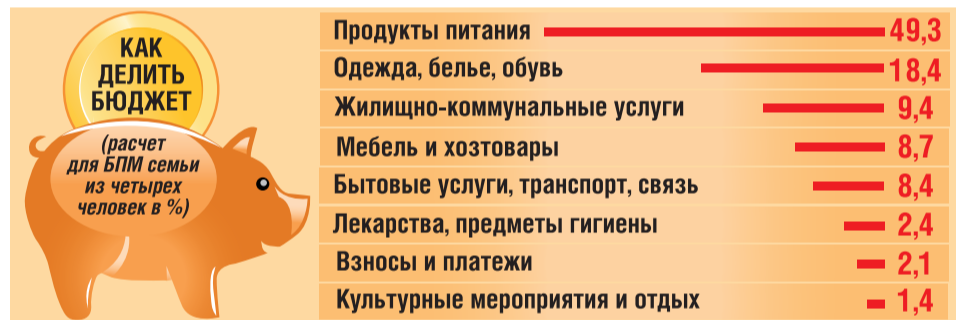 КАК
ДЕЛИТЬ
БЮДЖЕТ
(расчет
для БПМ семьи
из четырех
человек в %)
Продукты питания 49,3
Одежда, белье, обувь 18,4
Жилищно-коммунальные услуги 9,4
Мебель и хозтовары 8,7
Бытовые услуги, транспорт, связь 8,4
Лекарства, предметы гигиены 2,4
Взносы и платежи 2,1
Культурные мероприятия и отдых 1,4